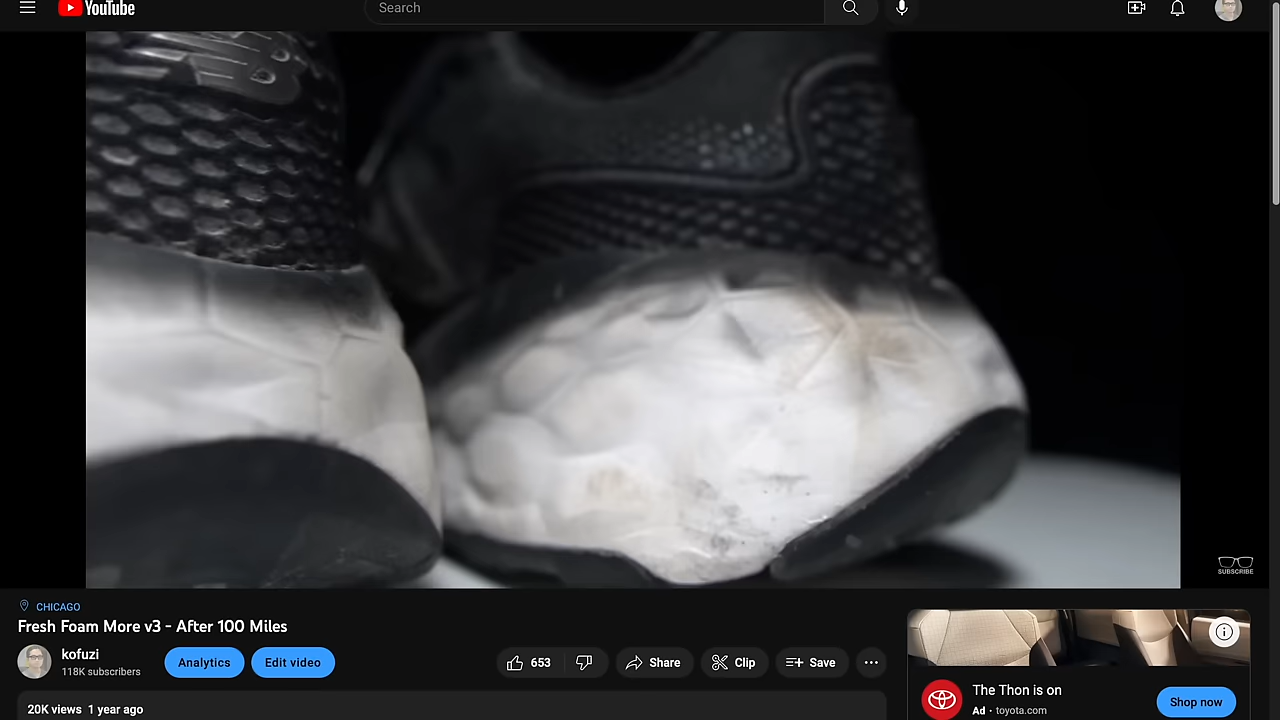 YouTube
Search
SUBSCRIBE
CHICAGO
Fresh Foam More v3 - After 100 Miles
kofuzi
118K subscribers
Analytics
Edit video
653
Share
Clip
Save
20K views 1 year ago
The Thon is on
Ad · toyota.com
Shop now